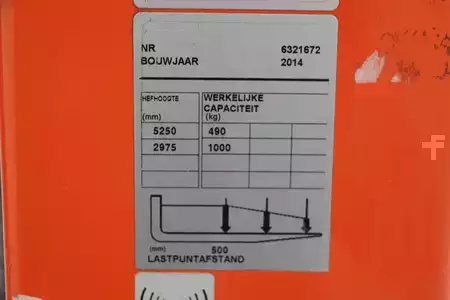 NR 6321672
BOUWJAAR 2014
HEFHOOGTE WERKELIJKE
CAPACITEIT
(mm) (kg)
5250 490
2975 1000
(mm) 500
LASTPUNTAFSTAND
f